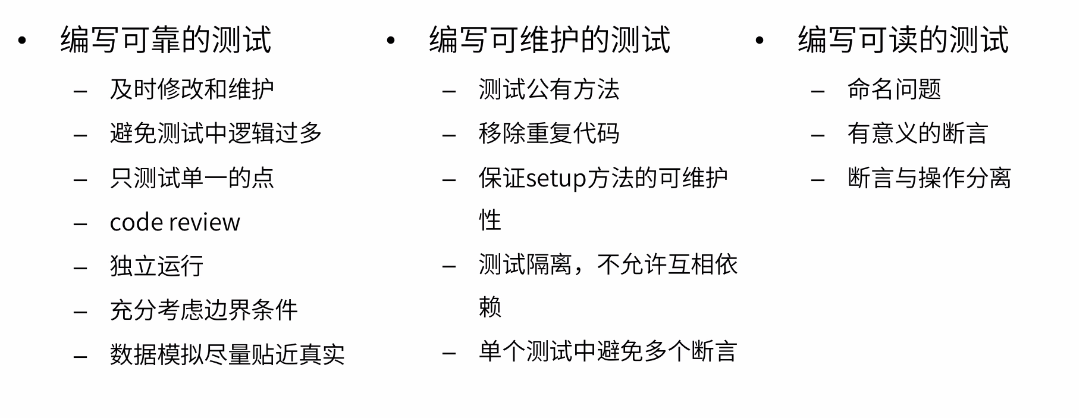 • 编写可靠的测试
– 及时修改和维护
– 避免测试中逻辑过多
– 只测试单一的点
– code review
– 独立运行
– 充分考虑边界条件
– 数据模拟尽量贴近真实
• 编写可维护的测试
– 测试公有方法
– 移除重复代码
– 保证setup方法的可维护
性
– 测试隔离，不允许互相依
赖
– 单个测试中避免多个断言
• 编写可读的测试
– 命名问题
– 有意义的断言
– 断言与操作分离